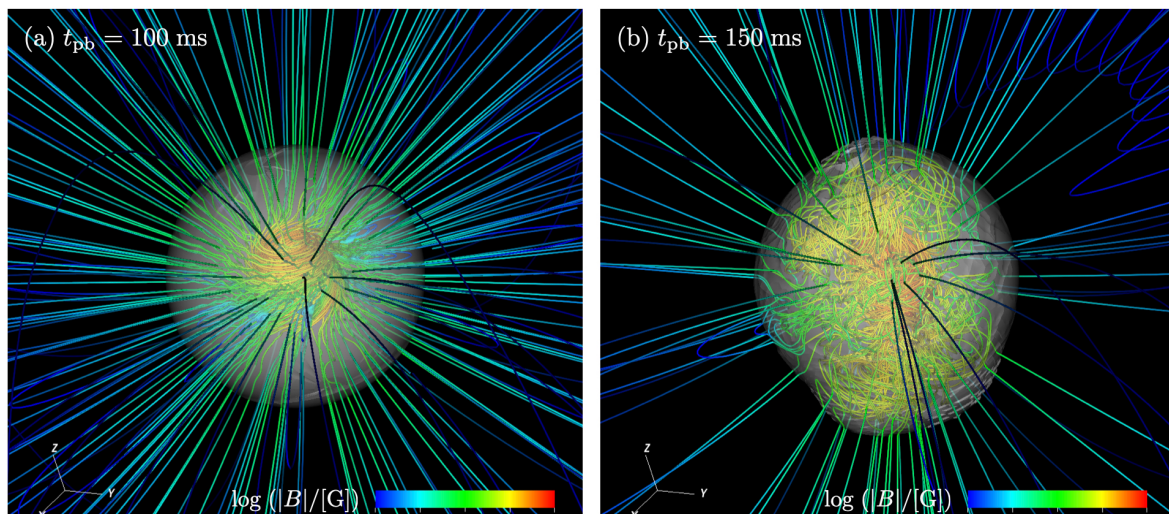 (a) t_pb = 100 ms
(b) t_pb = 150 ms
Z
Y
X
log (|B|/[G])
Z
Y
X
log (|B|/[G])